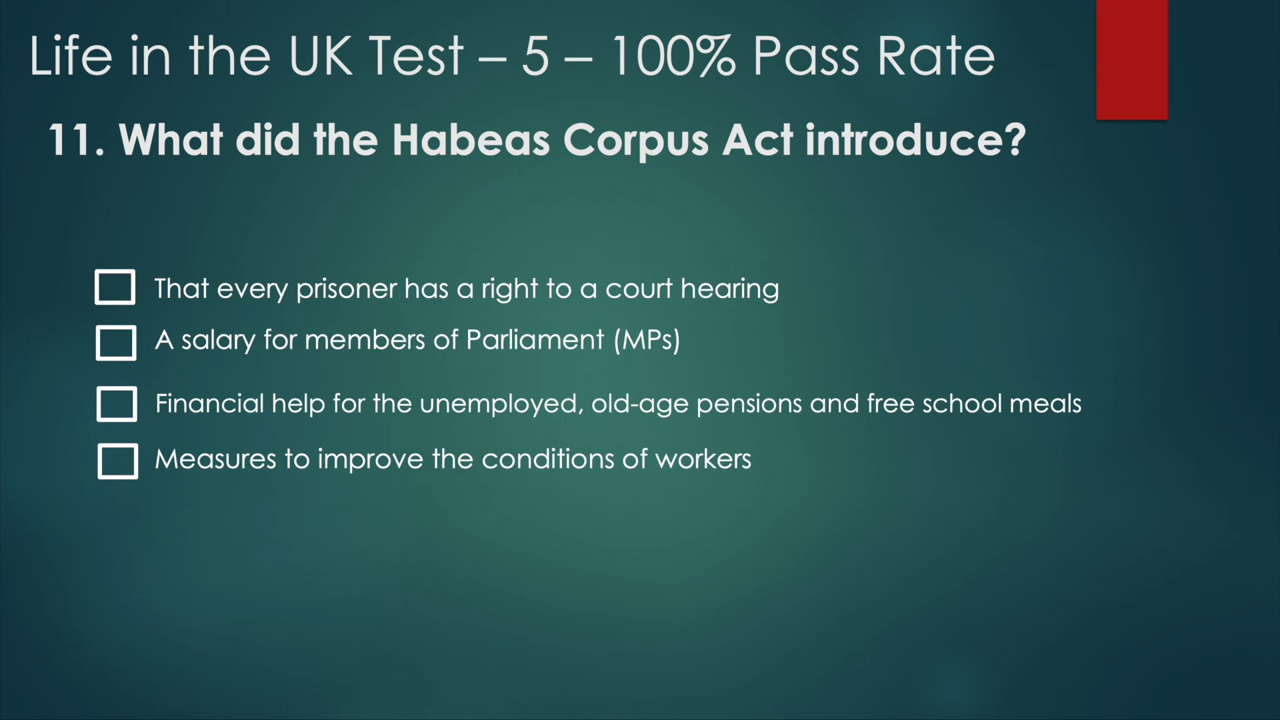 Life in the UK Test – 5 – 100% Pass Rate
11. What did the Habeas Corpus Act introduce?
That every prisoner has a right to a court hearing
A salary for members of Parliament (MPs)
Financial help for the unemployed, old-age pensions and free school meals
Measures to improve the conditions of workers